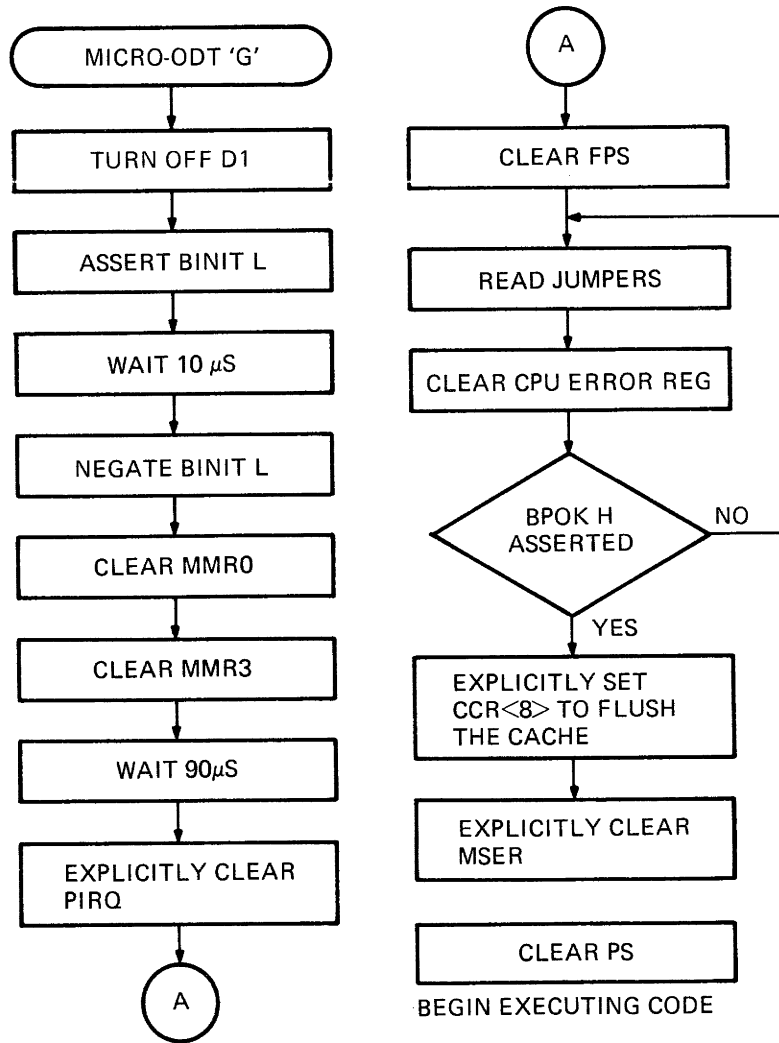 MICRO-ODT 'G'
TURN OFF D1
ASSERT BINIT L
WAIT 10 μS
NEGATE BINIT L
CLEAR MMR0
CLEAR MMR3
WAIT 90μS
EXPLICITLY CLEAR
PIRQ
A
A
CLEAR FPS
READ JUMPERS
CLEAR CPU ERROR REG
BPOK H
ASSERTED
NO
YES
EXPLICITLY SET
CCR<8> TO FLUSH
THE CACHE
EXPLICITLY CLEAR
MSER
CLEAR PS
BEGIN EXECUTING CODE